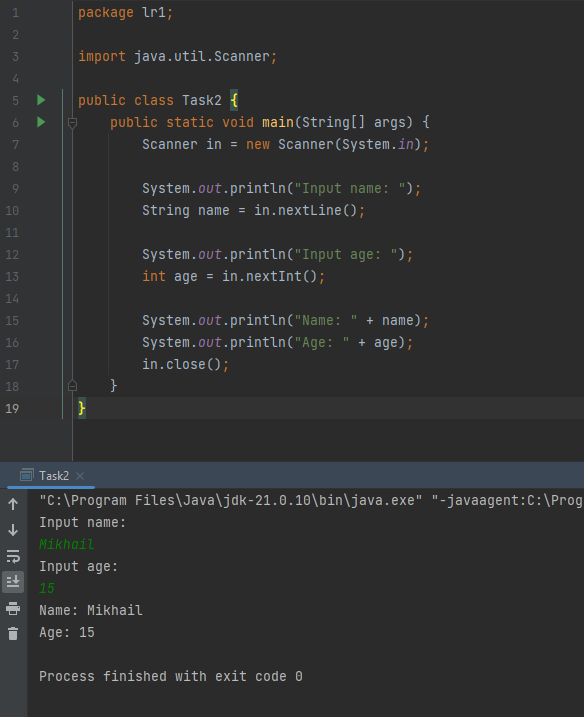 1 package lr1;
2
3 import java.util.Scanner;
4
5 public class Task2 {
6 public static void main(String[] args) {
7 Scanner in = new Scanner(System.in);
8
9 System.out.println("Input name: ");
10 String name = in.nextLine();
11
12 System.out.println("Input age: ");
13 int age = in.nextInt();
14
15 System.out.println("Name: " + name);
16 System.out.println("Age: " + age);
17 in.close();
18 }
19 }
Task2
"C:\Program Files\Java\jdk-21.0.10\bin\java.exe" "-javaagent:C:\Prog
Input name:
Mikhail
Input age:
15
Name: Mikhail
Age: 15
Process finished with exit code 0